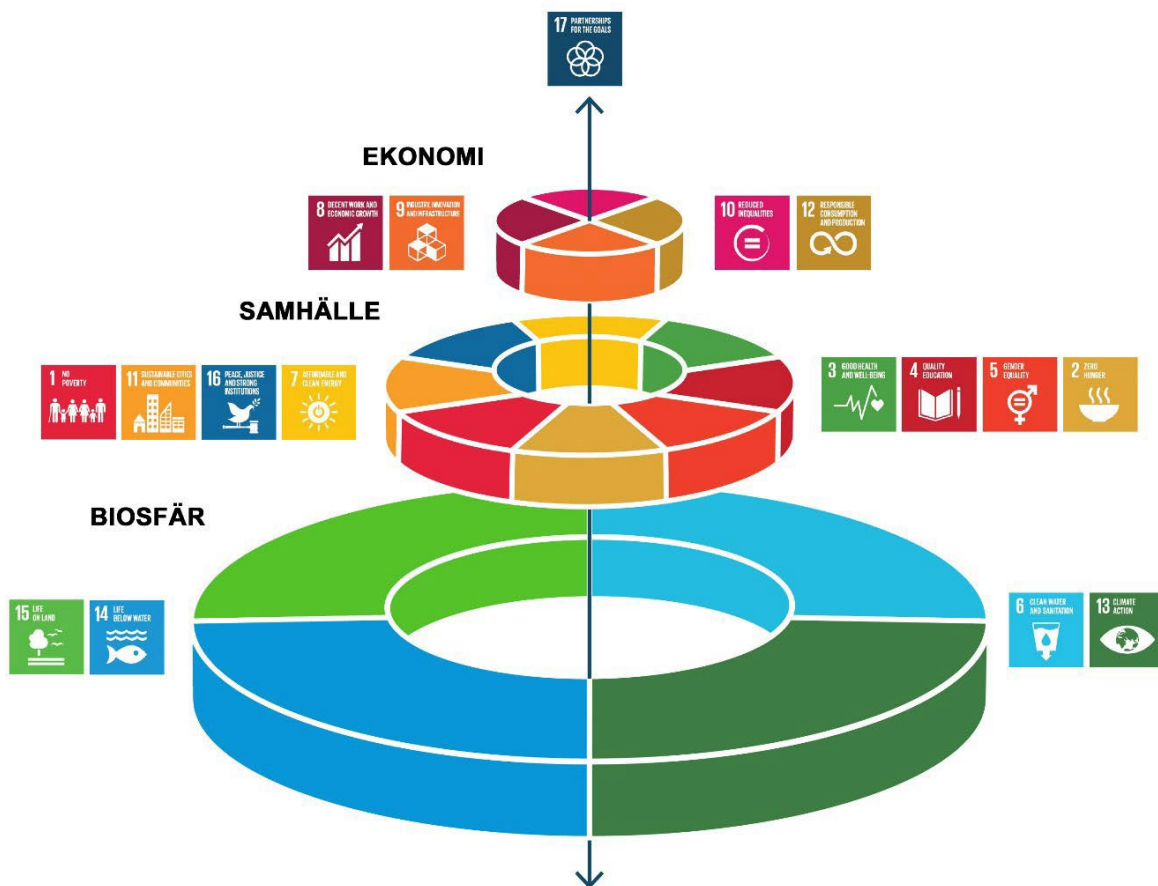 17 PARTNERSHIPS
FOR THE GOALS
EKONOMI
8 DECENT WORK AND
ECONOMIC GROWTH
9 INDUSTRY, INNOVATION
AND INFRASTRUCTURE
10 REDUCED
INEQUALITIES
12 RESPONSIBLE
CONSUMPTION
AND PRODUCTION
SAMHÄLLE
1 NO
POVERTY
11 SUSTAINABLE CITIES
AND COMMUNITIES
16 PEACE, JUSTICE
AND STRONG
INSTITUTIONS
7 AFFORDABLE AND
CLEAN ENERGY
3 GOOD HEALTH
AND WELL-BEING
4 QUALITY
EDUCATION
5 GENDER
EQUALITY
2 ZERO
HUNGER
BIOSFÄR
15 LIFE
ON LAND
14 LIFE
BELOW WATER
6 CLEAN WATER
AND SANITATION
13 CLIMATE
ACTION